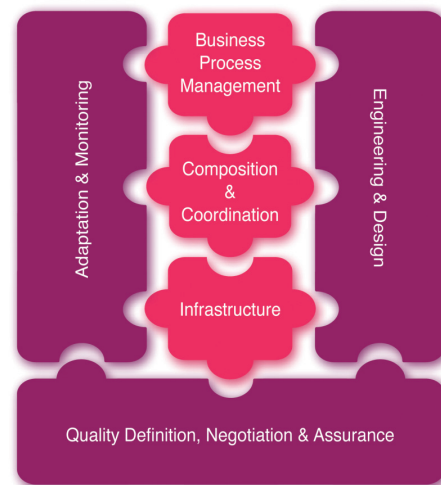 Business
Process
Management
Adaptation & Monitoring
Engineering & Design
Composition
&
Coordination
Infrastructure
Quality Definition, Negotiation & Assurance